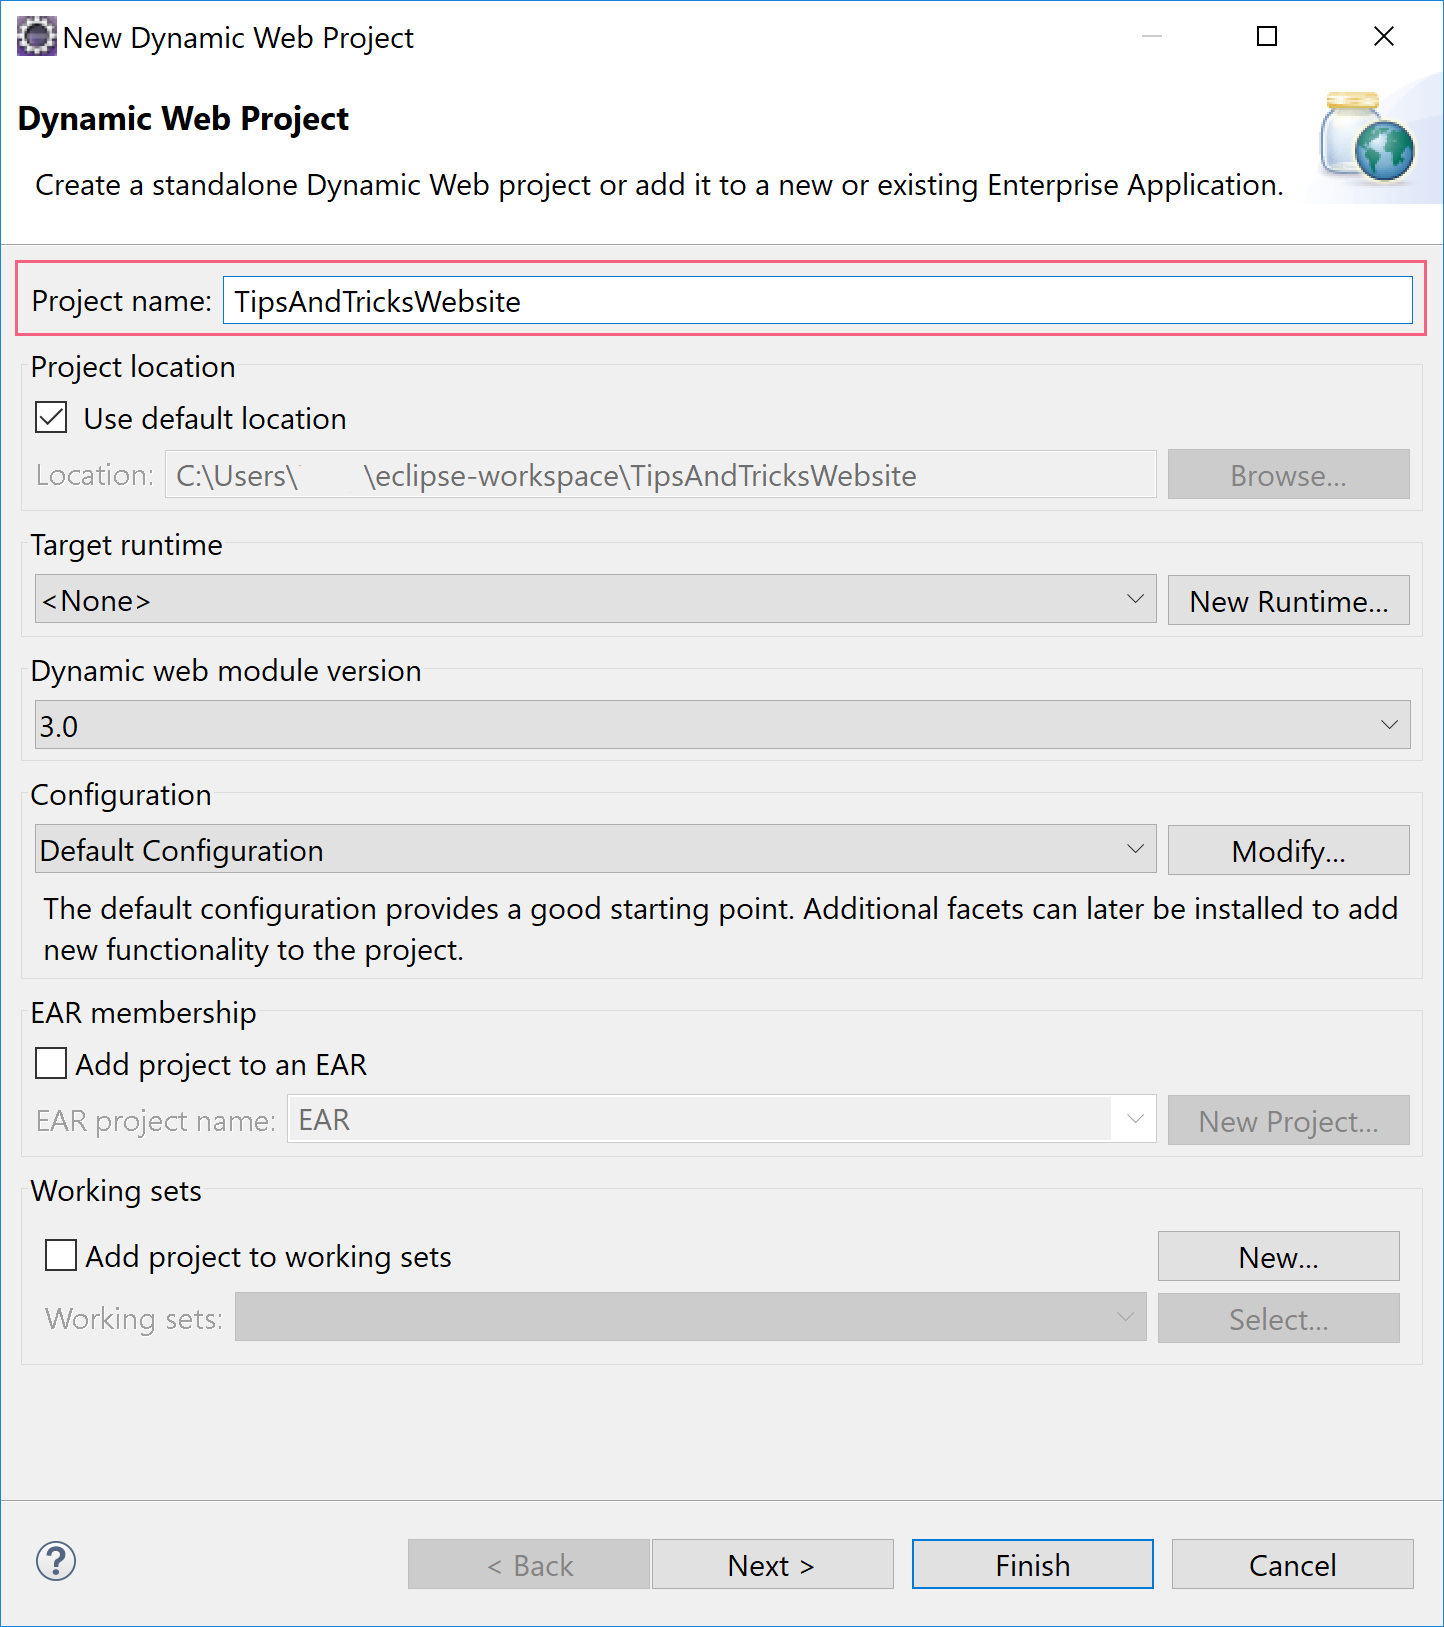 New Dynamic Web Project
Dynamic Web Project
Create a standalone Dynamic Web project or add it to a new or existing Enterprise Application.
Project name: TipsAndTricksWebsite
Project location
Use default location
Location: C:\Users\ \eclipse-workspace\TipsAndTricksWebsite Browse...
Target runtime
<None> New Runtime...
Dynamic web module version
3.0
Configuration
Default Configuration Modify...
The default configuration provides a good starting point. Additional facets can later be installed to add
new functionality to the project.
EAR membership
Add project to an EAR
EAR project name: EAR New Project...
Working sets
Add project to working sets New...
Working sets: Select...
? < Back Next > Finish Cancel